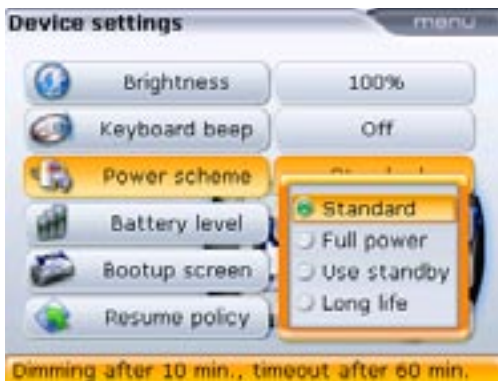 Device settings menu
Brightness 100%
Keyboard beep Off
Power scheme Standard
Battery level
Bootup screen
Resume policy
Standard
Full power
Use standby
Long life
Dimming after 10 min., timeout after 60 min.